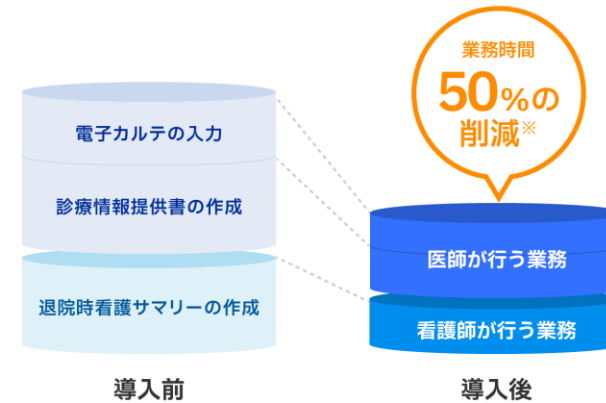 業務時間
50%の
削減※
電子カルテの入力
診療情報提供書の作成
退院時看護サマリーの作成
医師が行う業務
看護師が行う業務
導入前
導入後